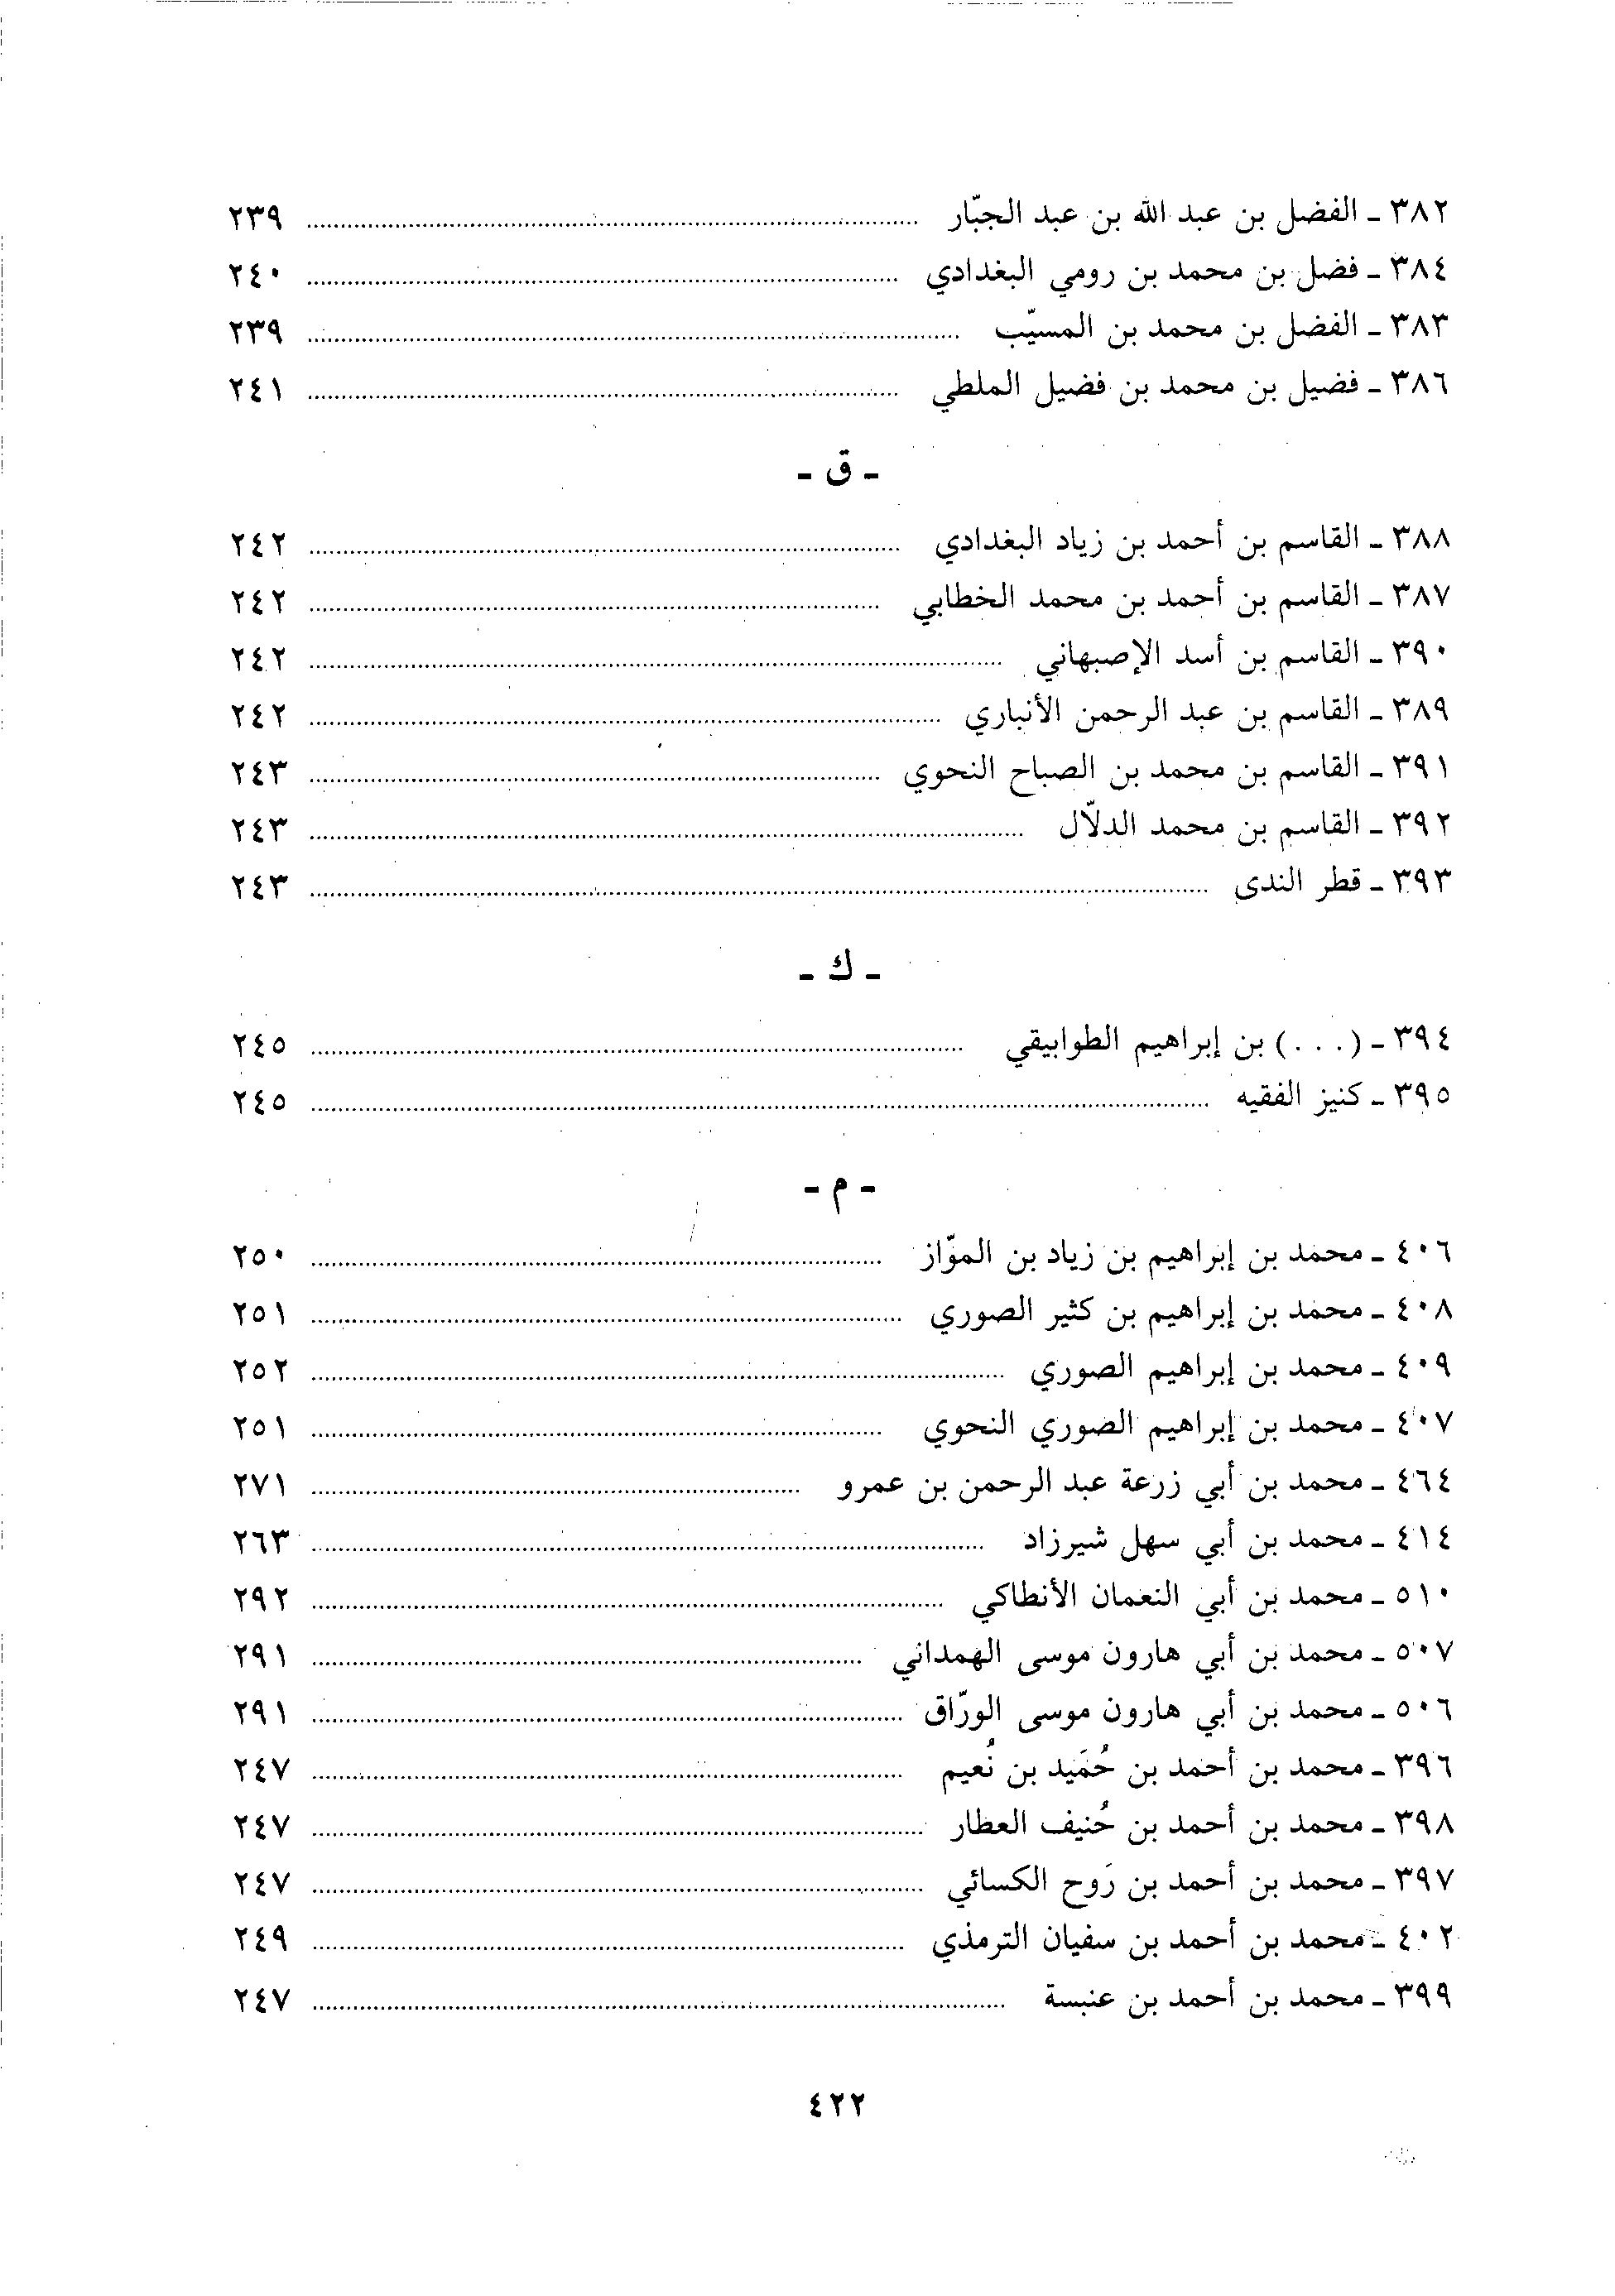 ٣٨٢ ـ الفضل بن عبد الله بن عبد الجبّار ........ ٢٣٩
٣٨٤ ـ فضل بن محمد بن رومي البغدادي ........ ٢٤٠
٣٨٣ ـ الفضل بن محمد بن المسيّب ........ ٢٣٩
٣٨٦ ـ فضيل بن محمد بن فضيل الملطي ........ ٢٤١
ـ ق ـ
٣٨٨ ـ القاسم بن أحمد بن زياد البغدادي ........ ٢٤٢
٣٨٧ ـ القاسم بن أحمد بن محمد الخطابي ........ ٢٤٢
٣٩٠ ـ القاسم بن أسد الإصبهاني ........ ٢٤٢
٣٨٩ ـ القاسم بن عبد الرحمن الأنباري ........ ٢٤٢
٣٩١ ـ القاسم بن محمد بن الصباح النحوي ........ ٢٤٣
٣٩٢ ـ القاسم بن محمد الدلّال ........ ٢٤٣
٣٩٣ ـ قطر الندى ........ ٢٤٣
ـ ك ـ
٣٩٤ ـ (. . .) بن إبراهيم الطوابيقي ........ ٢٤٥
٣٩٥ ـ كنيز الفقيه ........ ٢٤٥
ـ م ـ
٤٠٦ ـ محمد بن إبراهيم بن زياد بن الموّاز ........ ٢٥٠
٤٠٨ ـ محمد بن إبراهيم بن كثير الصوري ........ ٢٥١
٤٠٩ ـ محمد بن إبراهيم الصوري ........ ٢٥٢
٤٠٧ ـ محمد بن إبراهيم الصوري النحوي ........ ٢٥١
٤٦٤ ـ محمد بن أبي زرعة عبد الرحمن بن عمرو ........ ٢٧١
٤١٤ ـ محمد بن أبي سهل شيرزاد ........ ٢٦٣
٥١٠ ـ محمد بن أبي النعمان الأنطاكي ........ ٢٩٢
٥٠٧ ـ محمد بن أبي هارون موسى الهمداني ........ ٢٩١
٥٠٦ ـ محمد بن أبي هارون موسى الورّاق ........ ٢٩١
٣٩٦ ـ محمد بن أحمد بن حُمَيد بن نُعيم ........ ٢٤٧
٣٩٨ ـ محمد بن أحمد بن حُنيف العطار ........ ٢٤٧
٣٩٧ ـ محمد بن أحمد بن رَوح الكسائي ........ ٢٤٧
٤٠٢ ـ محمد بن أحمد بن سفيان الترمذي ........ ٢٤٩
٣٩٩ ـ محمد بن أحمد بن عنبسة ........ ٢٤٧
٤٢٢